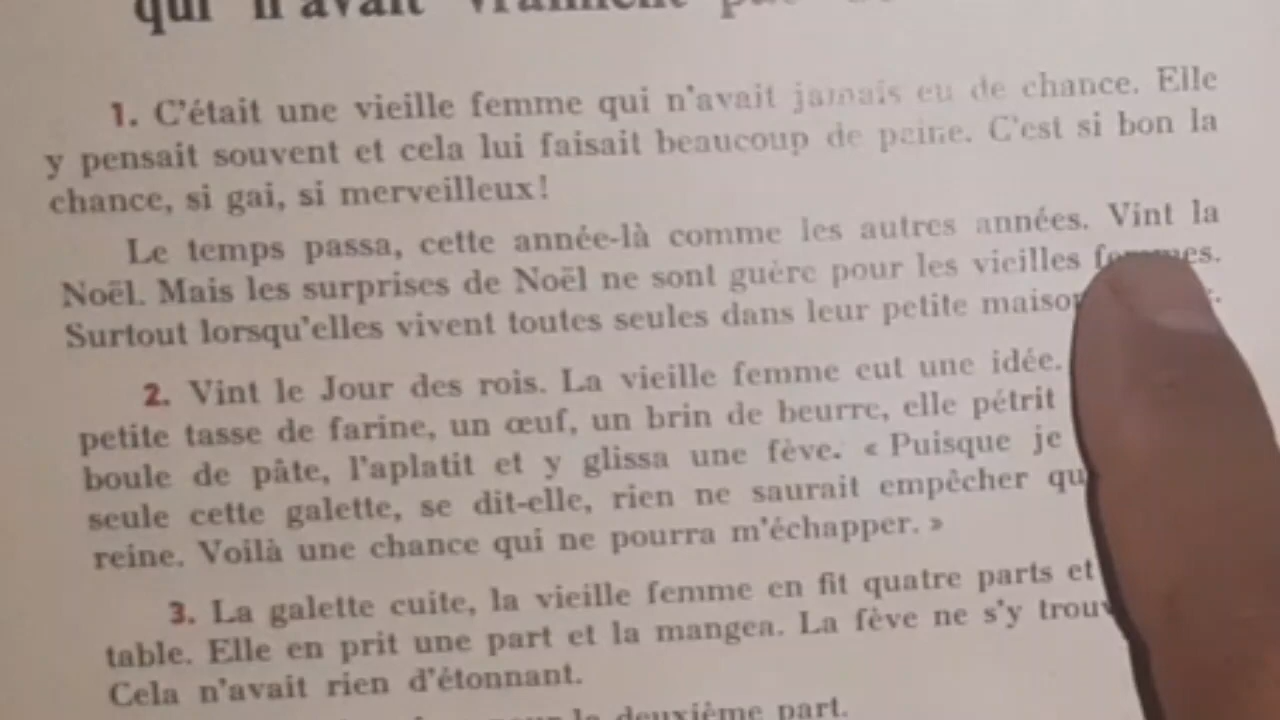 qui n'avait vraiment pas de
1. C'était une vieille femme qui n'avait jamais eu de chance. Elle
y pensait souvent et cela lui faisait beaucoup de peine. C'est si bon la
chance, si gai, si merveilleux!
Le temps passa, cette année-là comme les autres années. Vint la
Noël. Mais les surprises de Noël ne sont guère pour les vieilles femmes.
Surtout lorsqu'elles vivent toutes seules dans leur petite
2. Vint le Jour des rois. La vieille femme eut une idée.
petite tasse de farine, un œuf, un brin de beurre, elle pétrit
boule de pâte, l'aplatit et y glissa une fève. « Puisque je
seule cette galette, se dit-elle, rien ne saurait empêcher
reine. Voilà une chance qui ne pourra m'échapper. »
3. La galette cuite, la vieille femme en fit quatre parts et
table. Elle en prit une part et la mangea. La fève ne s'y
Cela n'avait rien d'étonnant.
la deuxième part.